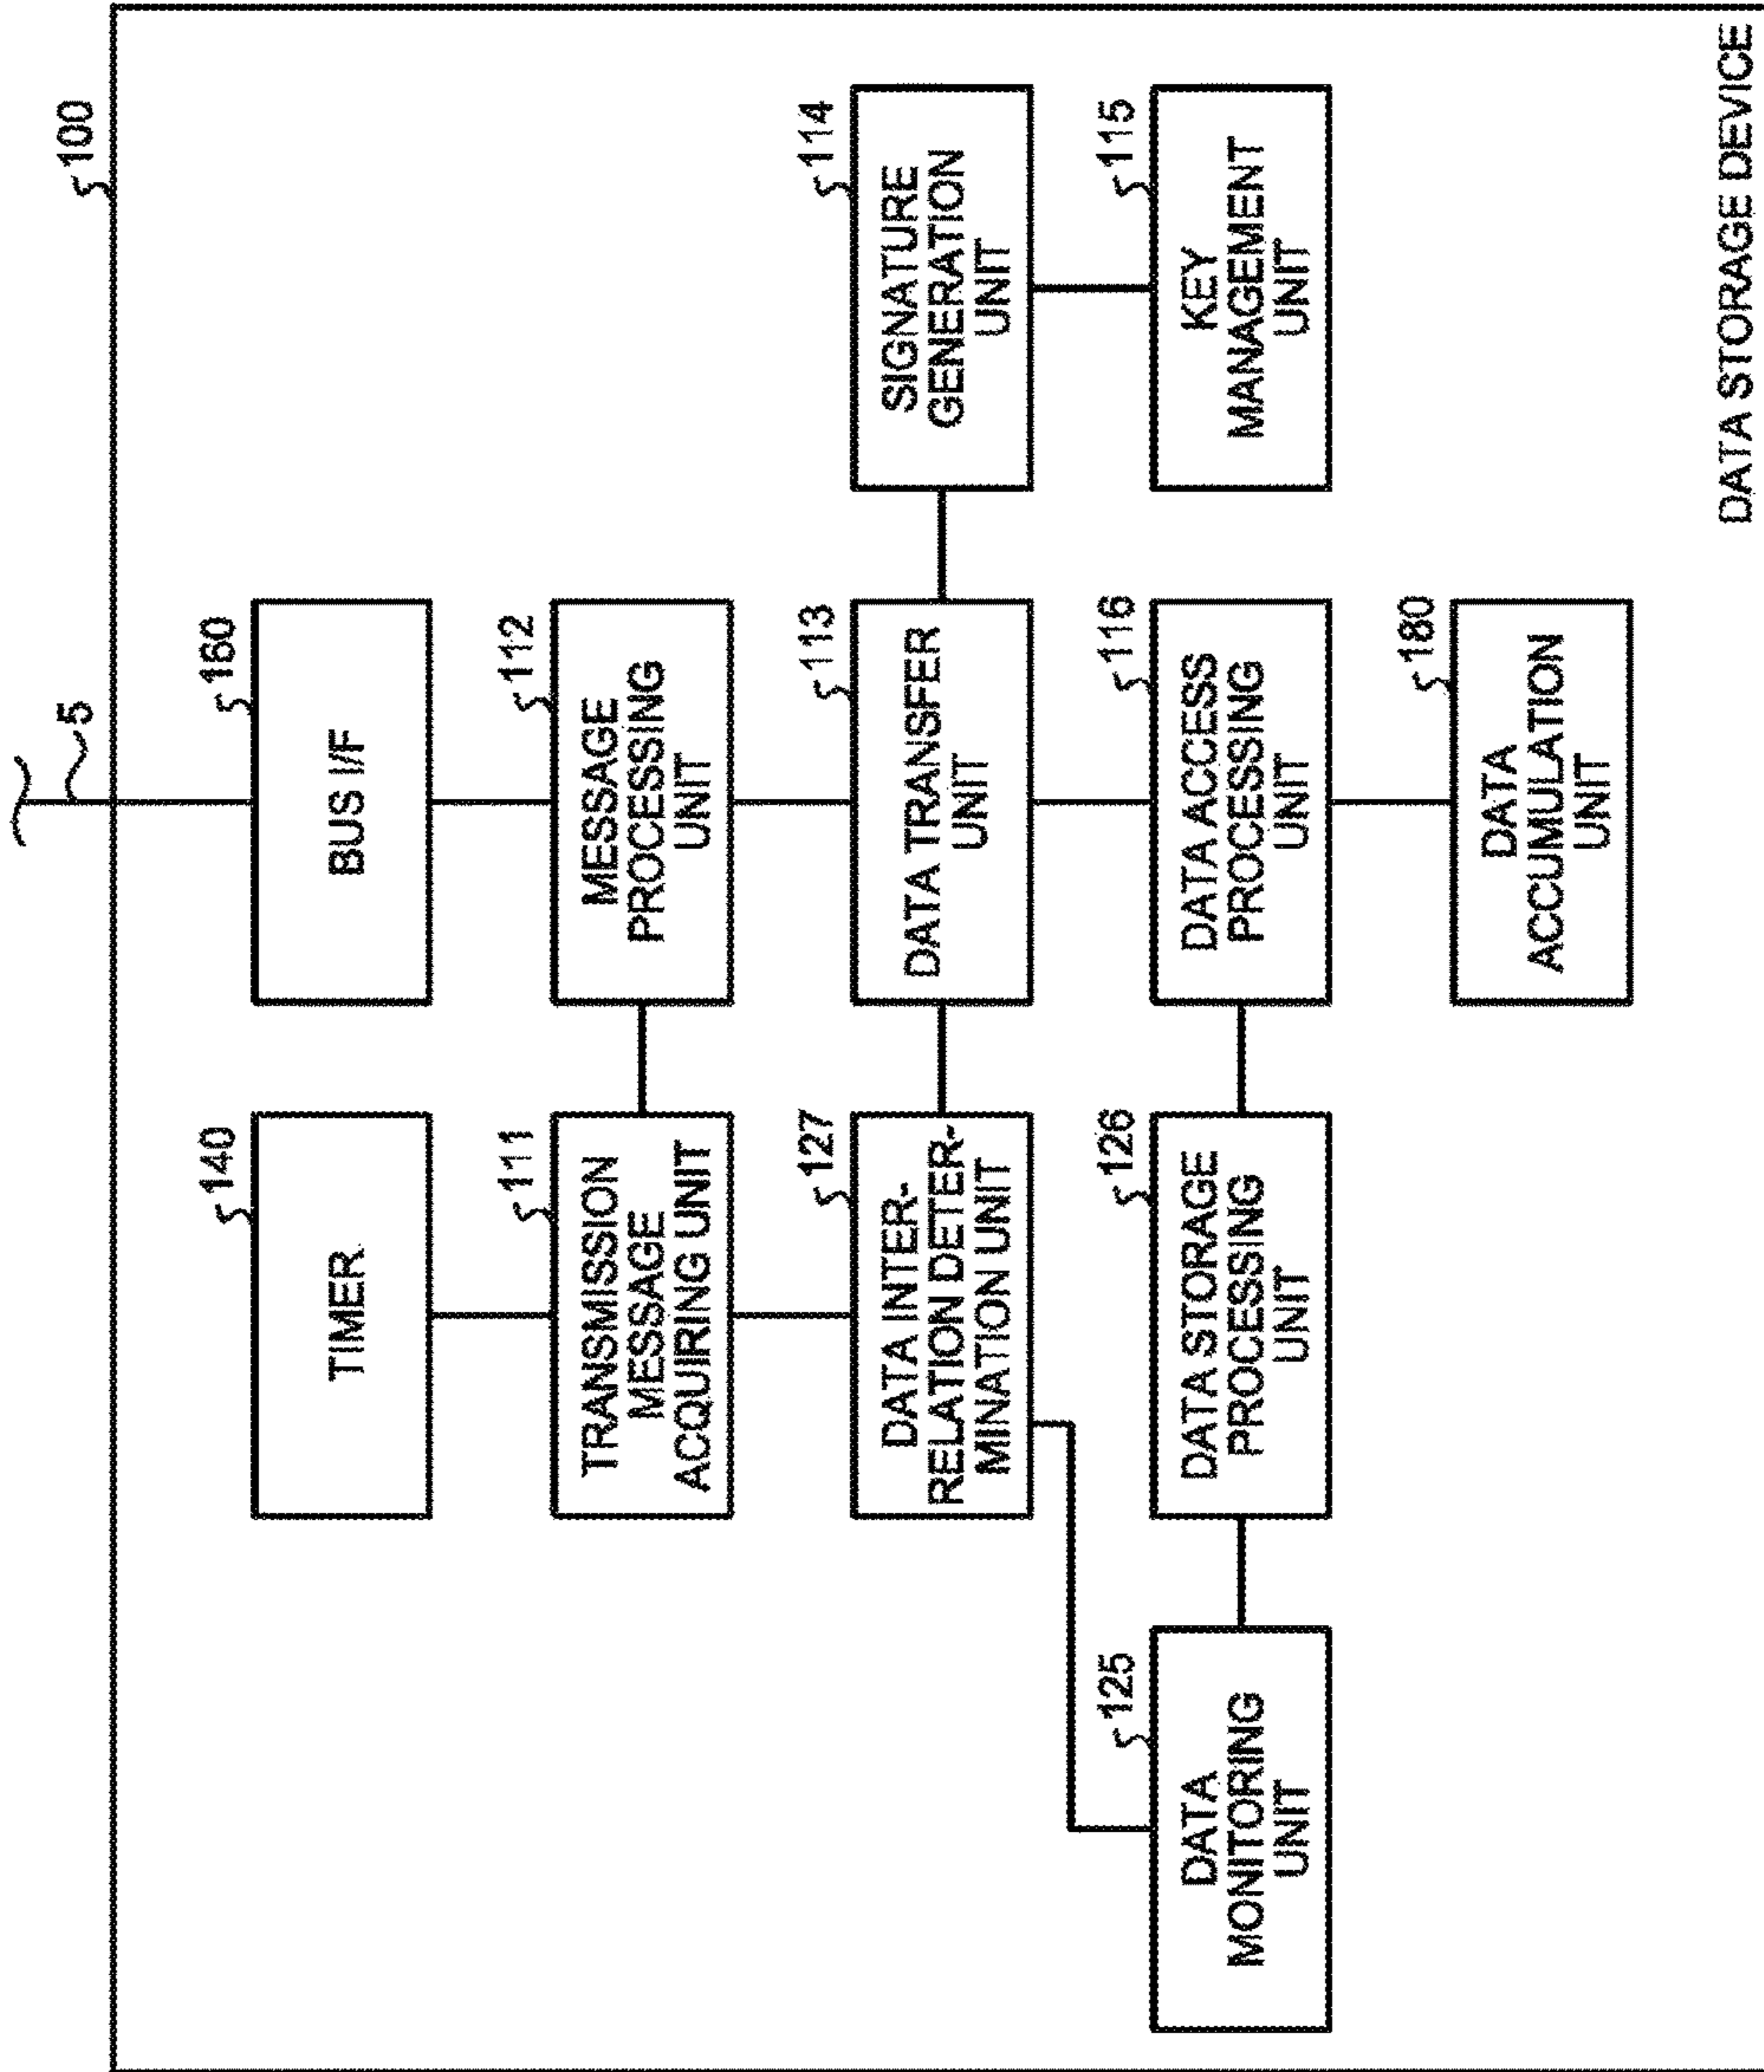 5
100
140
TIMER
160
BUS I/F
111
TRANSMISSION
MESSAGE
ACQUIRING UNIT
112
MESSAGE
PROCESSING
UNIT
127
DATA INTER-
RELATION DETER-
MINATION UNIT
113
DATA TRANSFER
UNIT
114
SIGNATURE
GENERATION
UNIT
125
DATA
MONITORING
UNIT
126
DATA STORAGE
PROCESSING
UNIT
116
DATA ACCESS
PROCESSING
UNIT
115
KEY
MANAGEMENT
UNIT
180
DATA
ACCUMULATION
UNIT
DATA STORAGE DEVICE